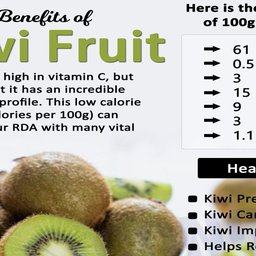 Benefits of
wi Fruit
high in vitamin C, but
t it has an incredible
profile. This low calorie
lories per 100g) can
ur RDA with many vital
Here is the
of 100g
61
0.5
3
15
9
3
1.1
Hea
Kiwi Pre
Kiwi Can
Kiwi Imp
Helps R